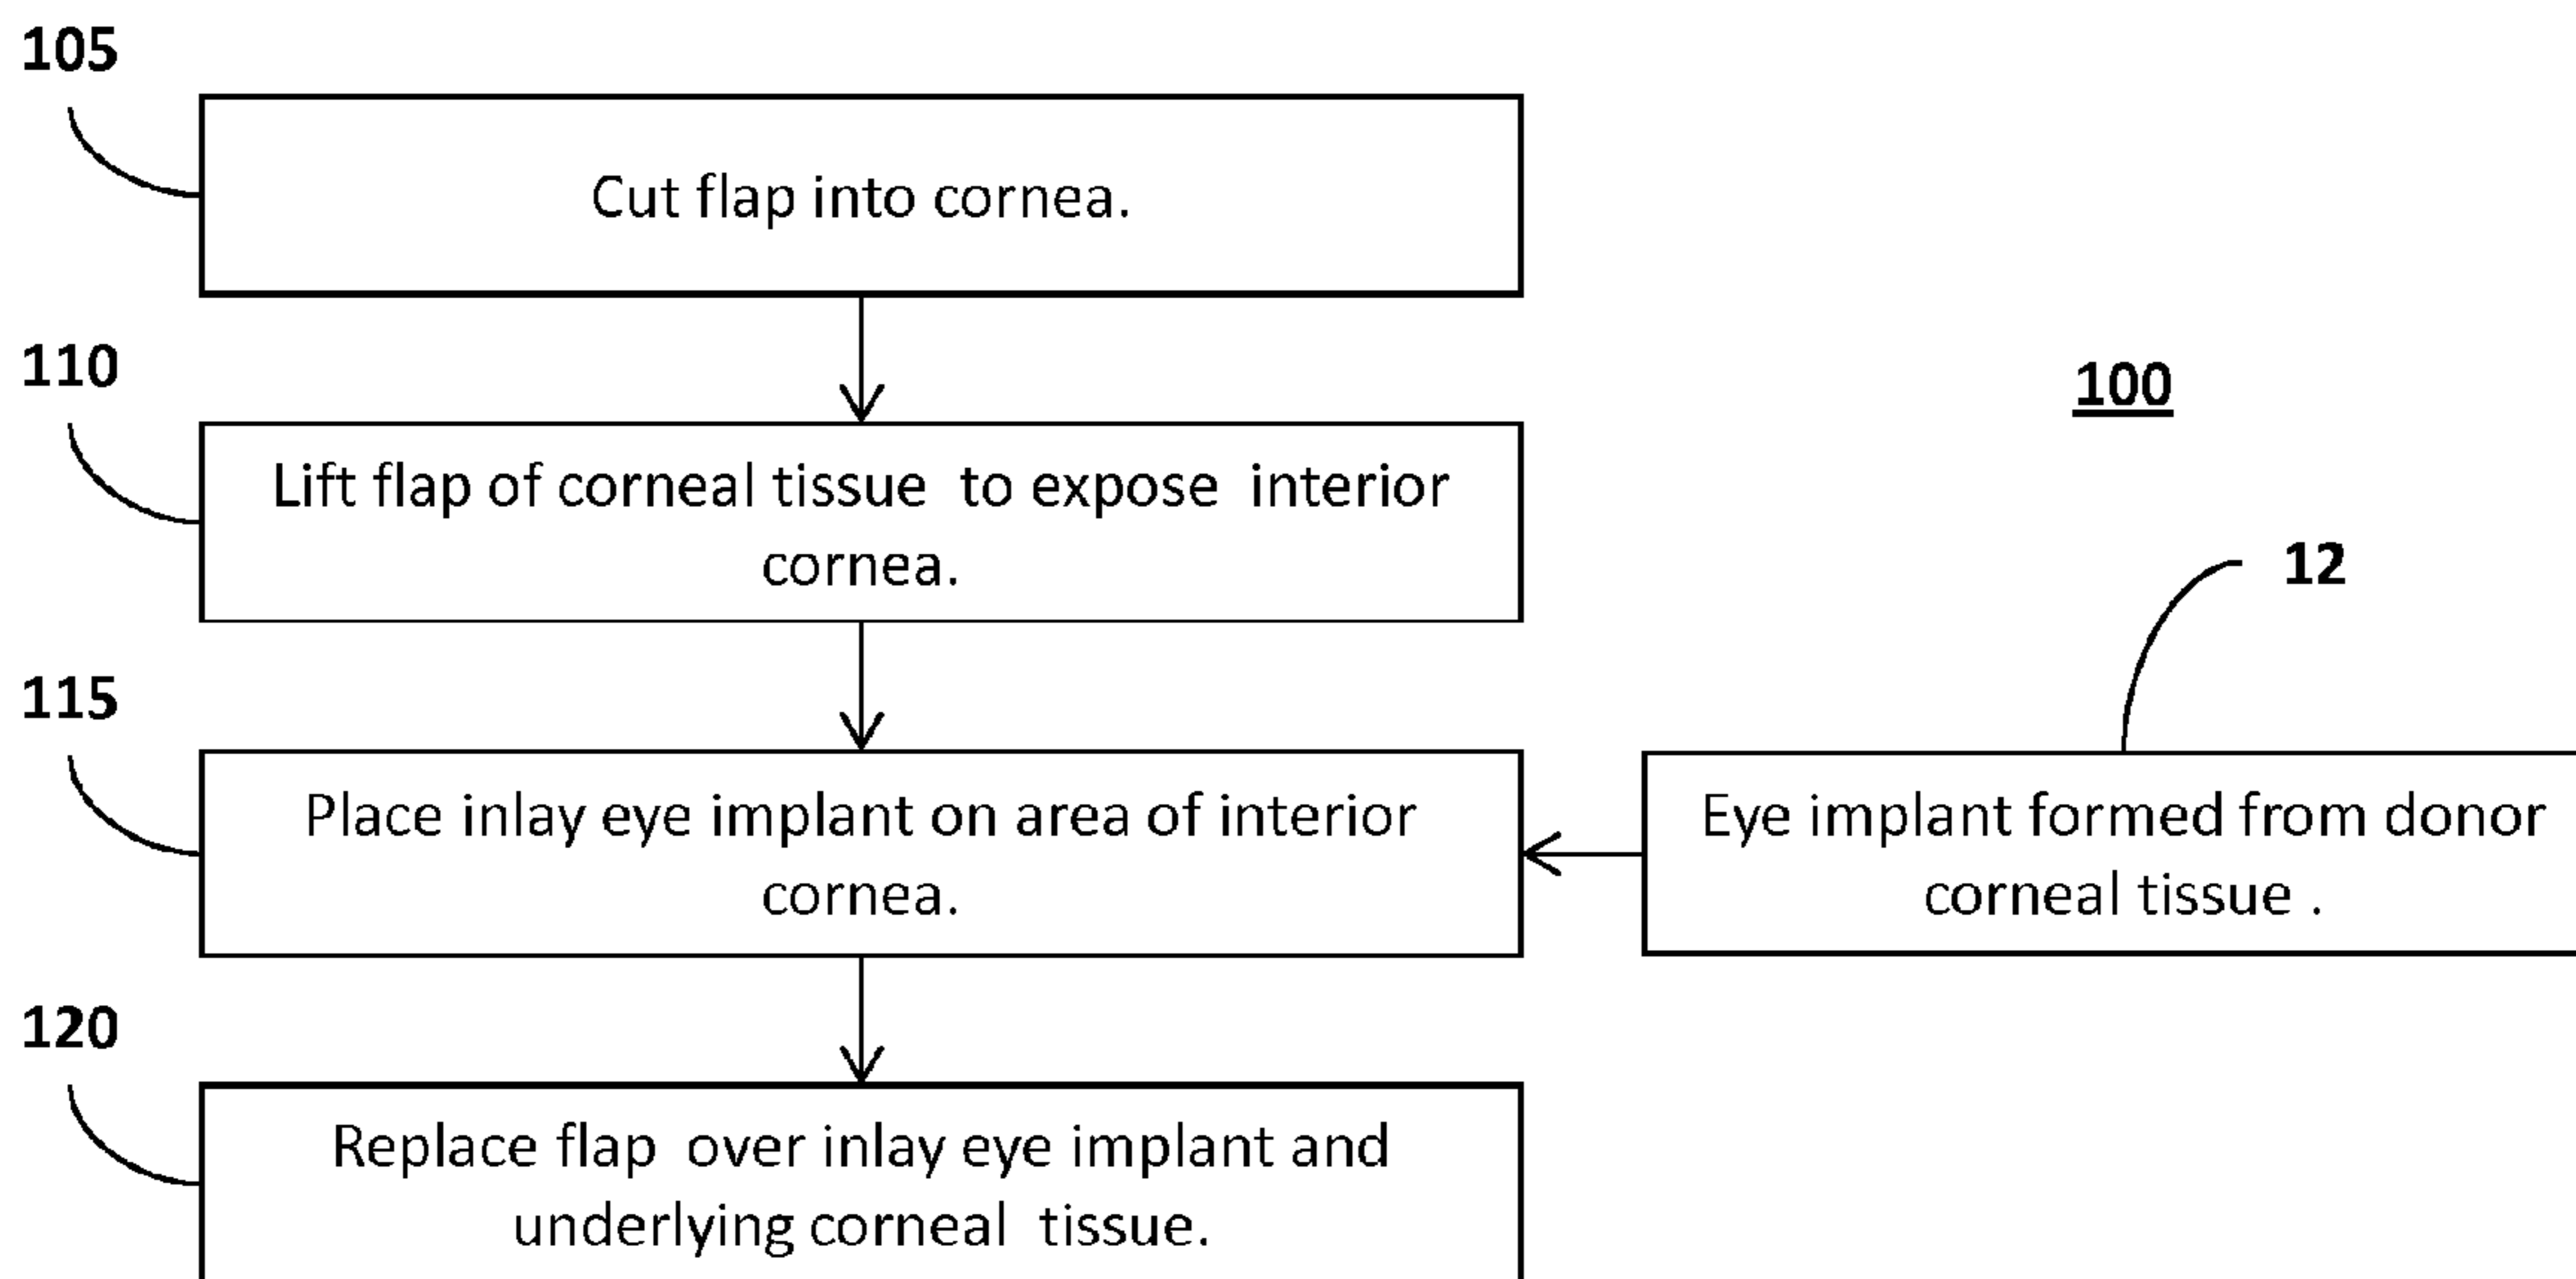 105
Cut flap into cornea.
110
Lift flap of corneal tissue to expose interior
cornea.
100
12
115
Place inlay eye implant on area of interior
cornea.
Eye implant formed from donor
corneal tissue .
120
Replace flap over inlay eye implant and
underlying corneal tissue.